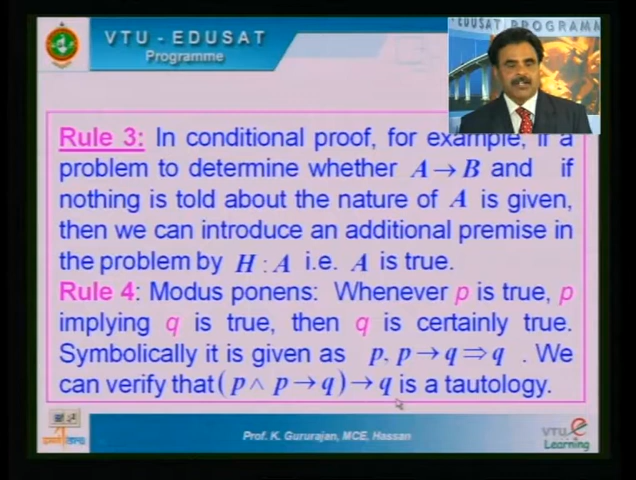 VTU - EDUSAT
Programme
EDUSAT PROGRAMM
Rule 3: In conditional proof, for example, if a
problem to determine whether A → B and if
nothing is told about the nature of A is given,
then we can introduce an additional premise in
the problem by H : A i.e. A is true.
Rule 4: Modus ponens: Whenever p is true, p
implying q is true, then q is certainly true.
Symbolically it is given as p, p → q ⇒ q . We
can verify that (p ∧ p → q) → q is a tautology.
Prof. K. Gururajan, MCE, Hassan
VTU e
Learning